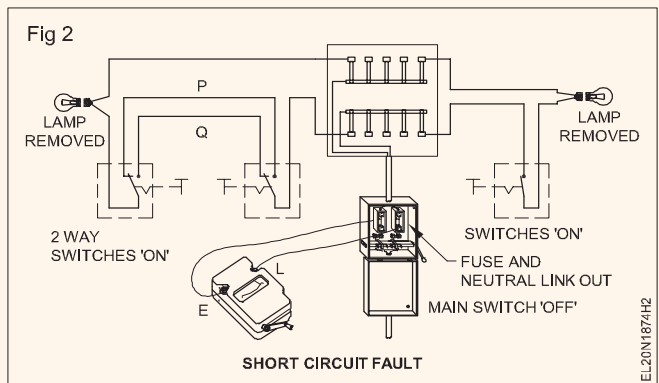 Fig 2
P
Q
LAMP
REMOVED
LAMP
REMOVED
2 WAY
SWITCHES 'ON'
SWITCHES 'ON'
FUSE AND
NEUTRAL LINK OUT
L
E
MAIN SWITCH 'OFF'
SHORT CIRCUIT FAULT
EL20N1874H2